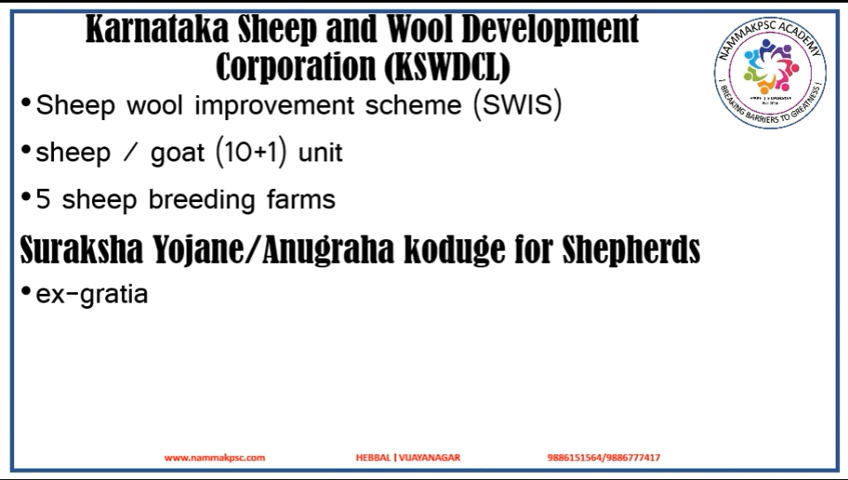 Karnataka Sheep and Wool Development
Corporation (KSWDCL)
•Sheep wool improvement scheme (SWIS)
•sheep / goat (10+1) unit
•5 sheep breeding farms
Suraksha Yojane/Anugraha koduge for Shepherds
•ex-gratia
NAMMAKPSC ACADEMY
| BREAKING BARRIERS TO GREATNESS |
www.nammakpsc.com HEBBAL | VIJAYANAGAR 9886151564/9886777417